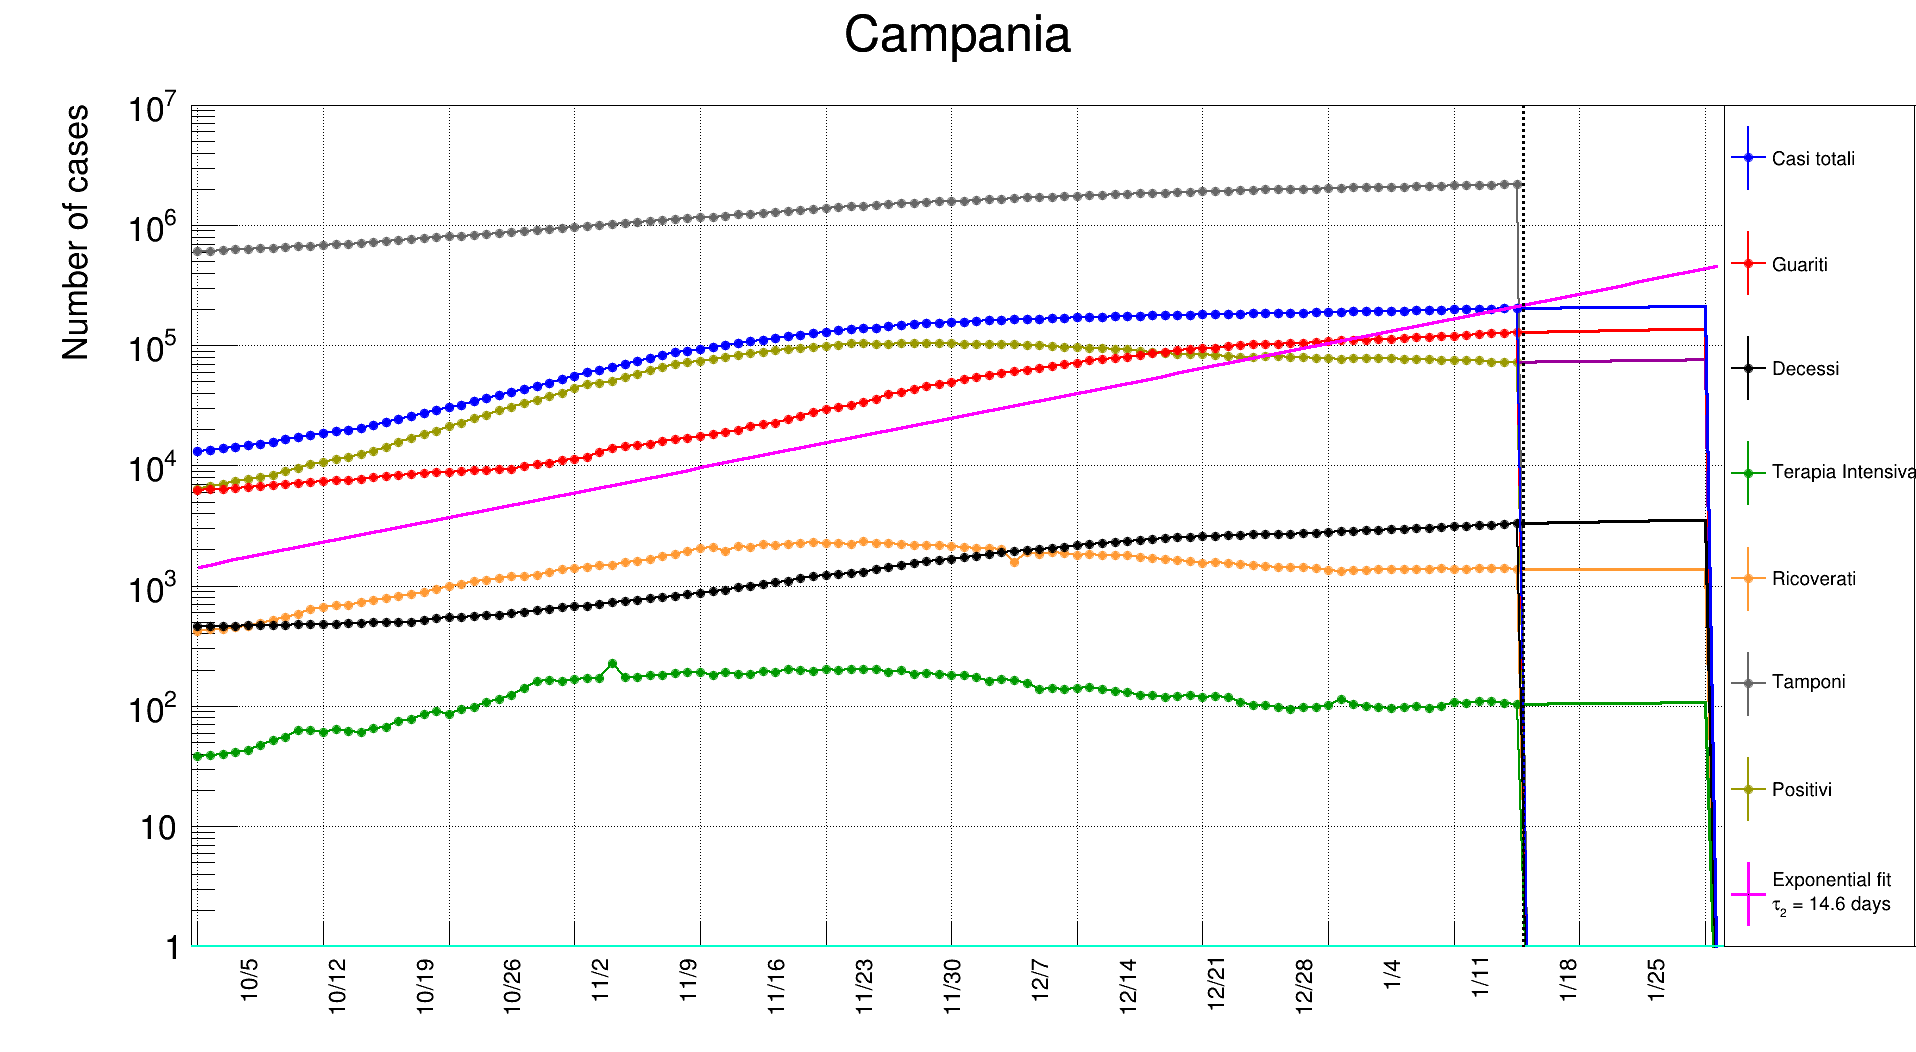 Campania
Number of cases
10^7
10^6
10^5
10^4
10^3
10^2
10
1
10/5
10/12
10/19
10/26
11/2
11/9
11/16
11/23
11/30
12/7
12/14
12/21
12/28
1/4
1/11
1/18
1/25
Casi totali
Guariti
Decessi
Terapia Intensiva
Ricoverati
Tamponi
Positivi
Exponential fit
τ₂ = 14.6 days